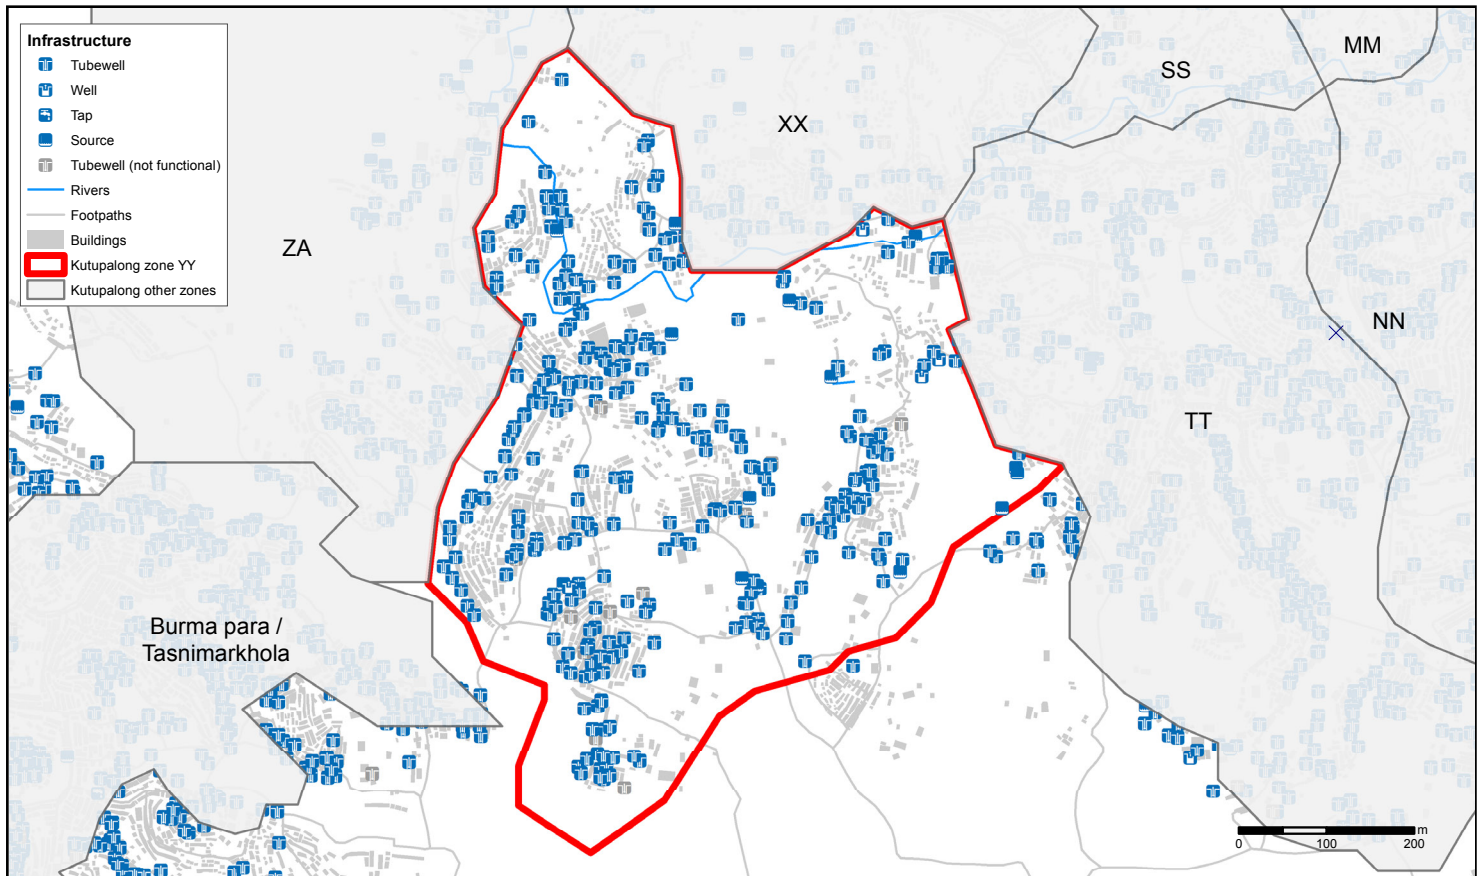 Infrastructure
Tubewell
Well
Tap
Source
Tubewell (not functional)
Rivers
Footpaths
Buildings
Kutupalong zone YY
Kutupalong other zones
MM
SS
XX
ZA
NN
TT
Burma para /
Tasnimarkhola
m
0 100 200